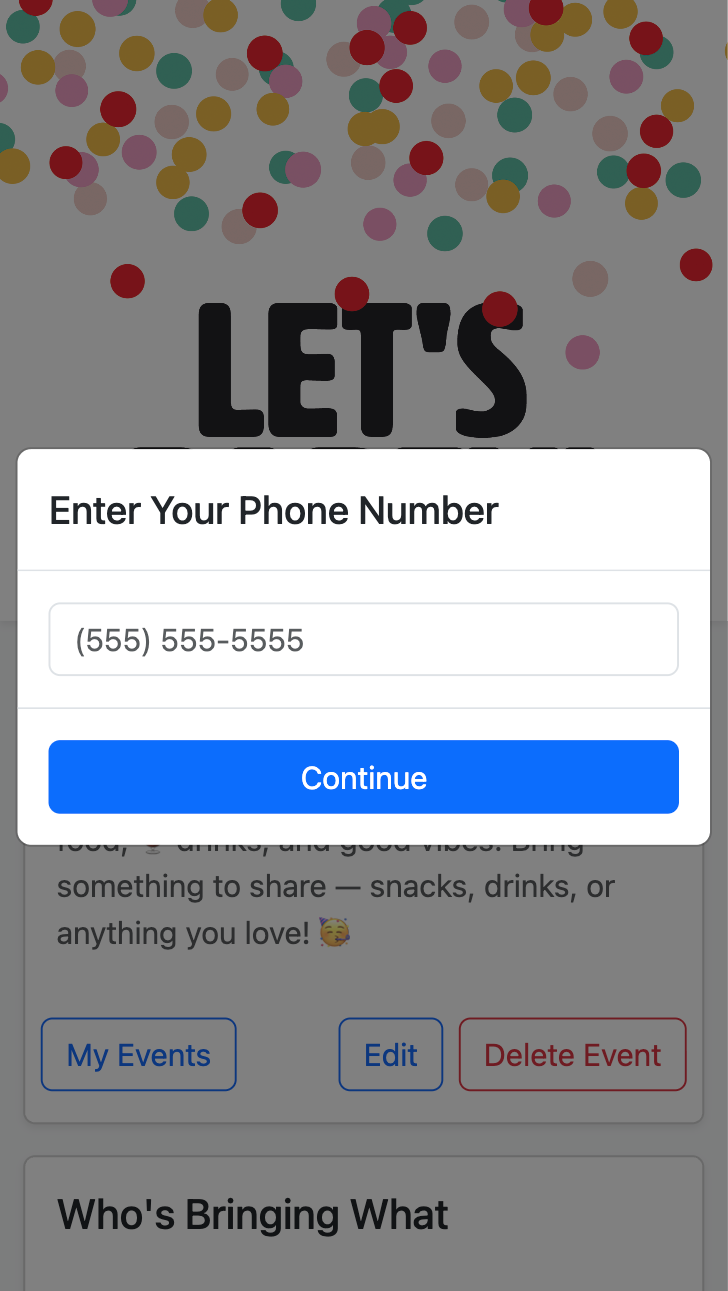 LET'S
Enter Your Phone Number
(555) 555-5555
Continue
food, 🍷 drinks, and good vibes! Bring
something to share — snacks, drinks, or
anything you love! 🥳
My Events
Edit
Delete Event
Who's Bringing What